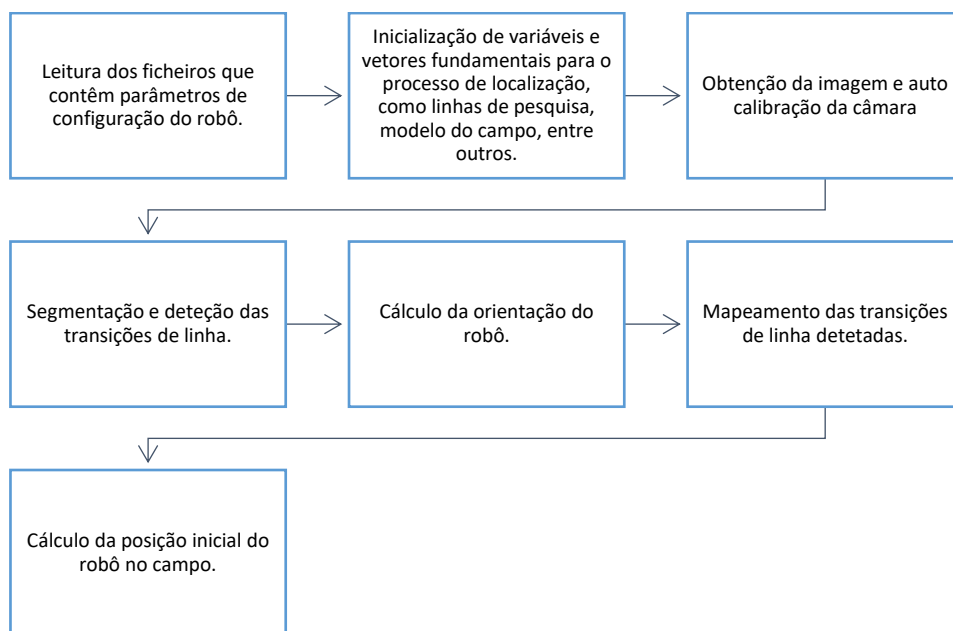 Leitura dos ficheiros que
contêm parâmetros de
configuração do robô.
Inicialização de variáveis e
vetores fundamentais para o
processo de localização,
como linhas de pesquisa,
modelo do campo, entre
outros.
Obtenção da imagem e auto
calibração da câmara
Segmentação e deteção das
transições de linha.
Cálculo da orientação do
robô.
Mapeamento das transições
de linha detetadas.
Cálculo da posição inicial do
robô no campo.